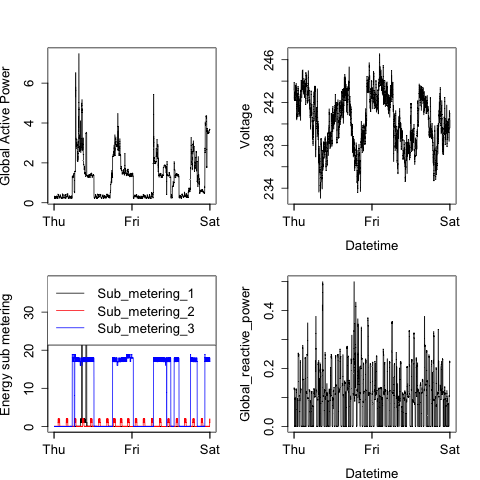 Global Active Power
0 2 4 6
Thu Fri Sat
Voltage
234 238 242 246
Thu Fri Sat
Datetime
Energy sub metering
0 10 20 30
Sub_metering_1
Sub_metering_2
Sub_metering_3
Thu Fri Sat
Global_reactive_power
0.0 0.2 0.4
Thu Fri Sat
Datetime